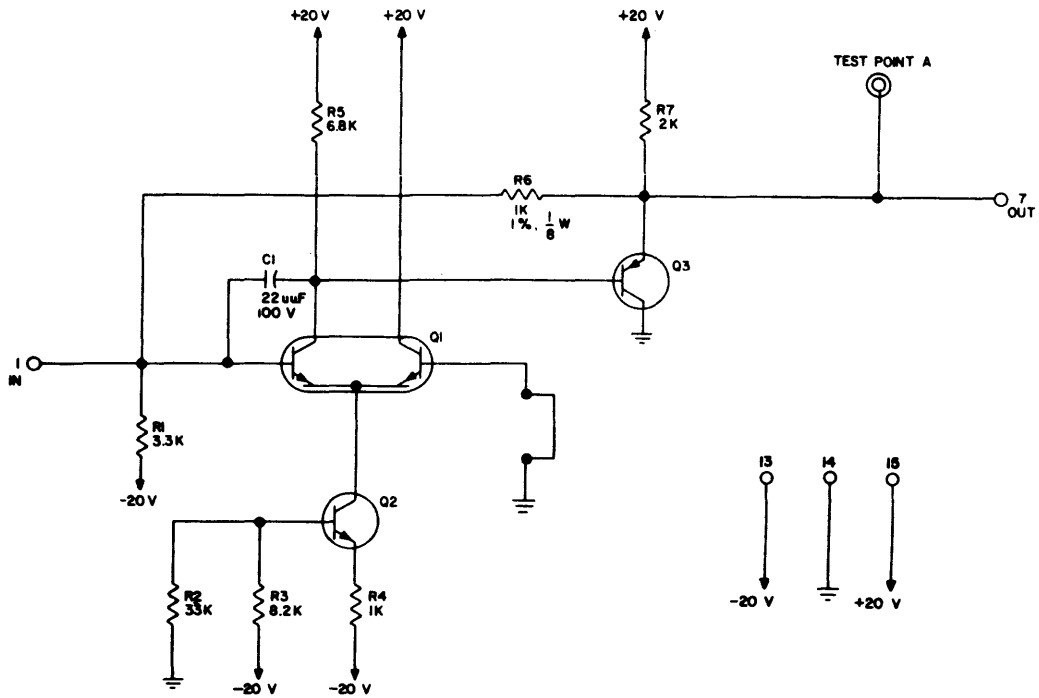 +20 V
+20 V
+20 V
TEST POINT A
R5
6.8K
R7
2K
R6
1K
1%, 1/8 W
7
OUT
C1
22 uuF
100 V
Q3
Q1
1
IN
R1
3.3K
-20 V
Q2
13
14
15
R2
33K
R3
8.2K
R4
1K
-20 V
+20 V
-20 V
-20 V